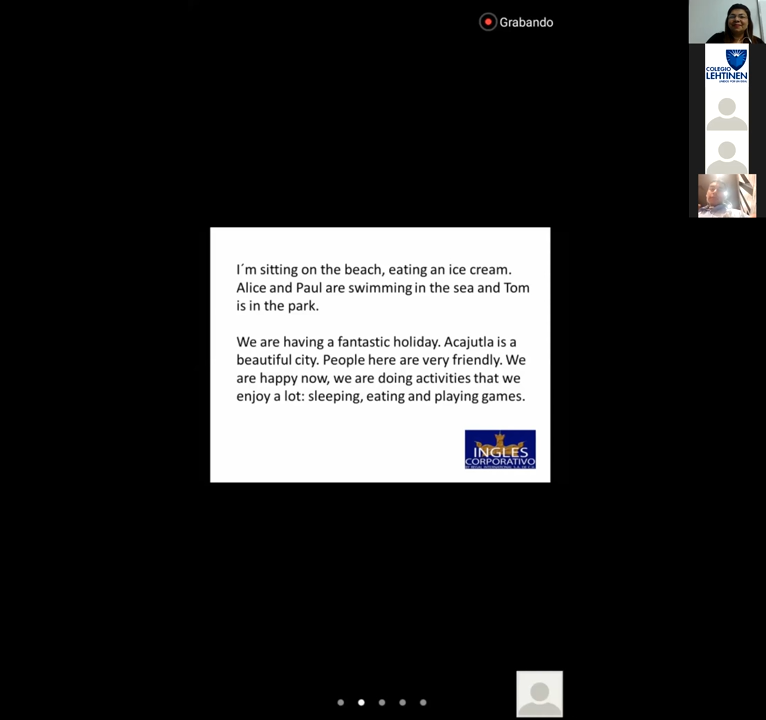 Grabando
COLEGIO
LEHTINEN
I´m sitting on the beach, eating an ice cream.
Alice and Paul are swimming in the sea and Tom
is in the park.
We are having a fantastic holiday. Acajutla is a
beautiful city. People here are very friendly. We
are happy now, we are doing activities that we
enjoy a lot: sleeping, eating and playing games.
INGLES
CORPORATIVO